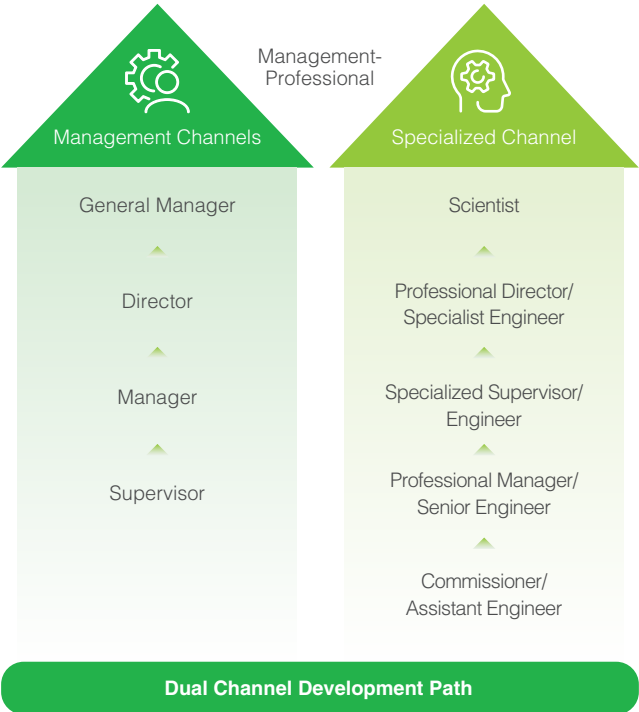 Management-
Professional
Management Channels
General Manager
Director
Manager
Supervisor
Specialized Channel
Scientist
Professional Director/
Specialist Engineer
Specialized Supervisor/
Engineer
Professional Manager/
Senior Engineer
Commissioner/
Assistant Engineer
Dual Channel Development Path